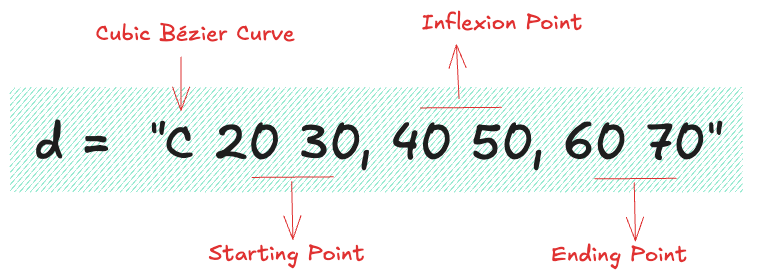 Inflexion Point
Cubic Bézier Curve
d = "C 20 30, 40 50, 60 70"
Starting Point
Ending Point